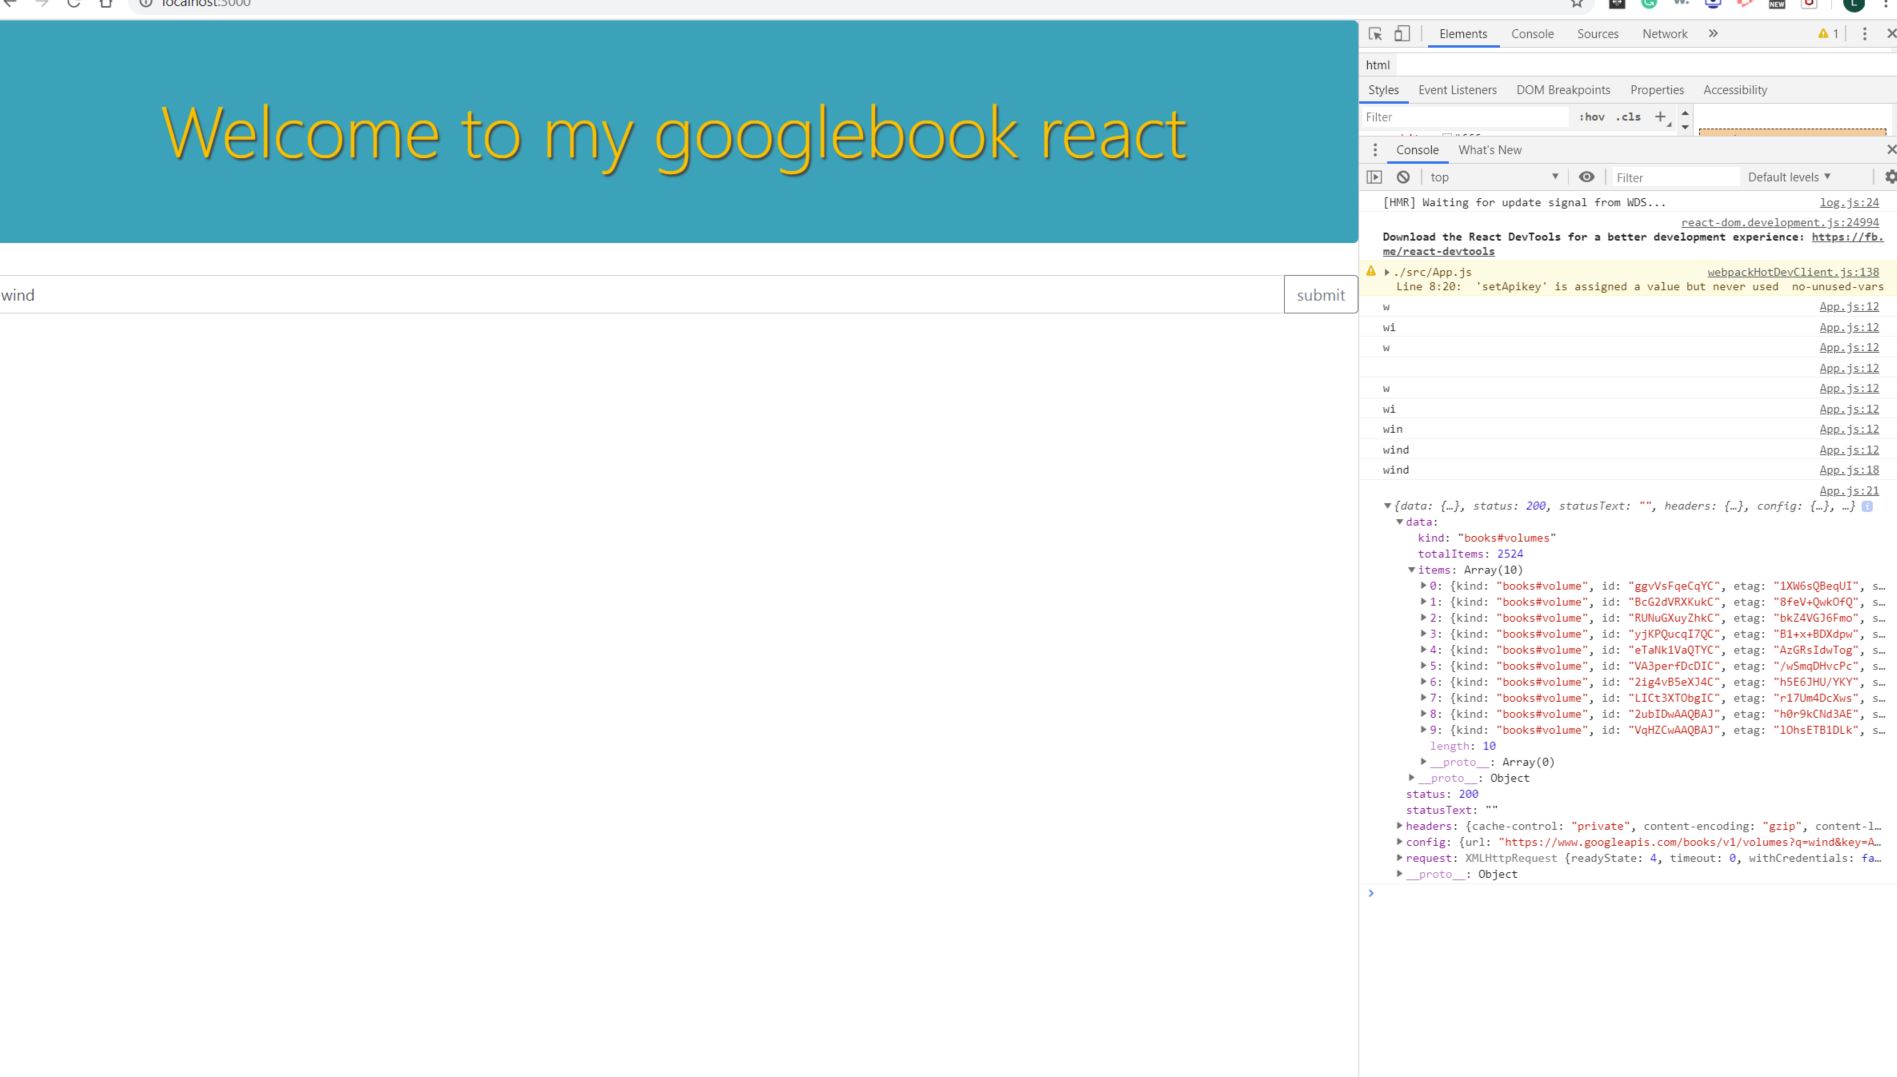 localhost:3000
NEW
L
Welcome to my googlebook react
wind
submit
Elements Console Sources Network » 1
html
Styles Event Listeners DOM Breakpoints Properties Accessibility
Filter :hov .cls +
Console What's New
top Filter Default levels
[HMR] Waiting for update signal from WDS... log.js:24
react-dom.development.js:24994
Download the React DevTools for a better development experience: https://fb.
me/react-devtools
./src/App.js webpackHotDevClient.js:138
Line 8:20: 'setApikey' is assigned a value but never used no-unused-vars
w App.js:12
wi App.js:12
w App.js:12
App.js:12
w App.js:12
wi App.js:12
win App.js:12
wind App.js:12
wind App.js:18
App.js:21
{data: {…}, status: 200, statusText: "", headers: {…}, config: {…}, …}
data:
kind: "books#volumes"
totalItems: 2524
items: Array(10)
0: {kind: "books#volume", id: "ggvVsFqeCqYC", etag: "1XW6sQBeqUI", s…
1: {kind: "books#volume", id: "BcG2dVRXKukC", etag: "8feV+QwkOfQ", s…
2: {kind: "books#volume", id: "RUNuGXuyZhkC", etag: "bkZ4VGJ6Fmo", s…
3: {kind: "books#volume", id: "yjKPQucqI7QC", etag: "B1+x+BDXdpw", s…
4: {kind: "books#volume", id: "eTaNk1VaQTYC", etag: "AzGRsIdwTog", s…
5: {kind: "books#volume", id: "VA3perfDcDIC", etag: "/wSmqDHvcPc", s…
6: {kind: "books#volume", id: "2ig4vB5eXJ4C", etag: "h5E6JHU/YKY", s…
7: {kind: "books#volume", id: "LICt3XTObgIC", etag: "r17Um4DcXws", s…
8: {kind: "books#volume", id: "2ubIDwAAQBAJ", etag: "h0r9kCNd3AE", s…
9: {kind: "books#volume", id: "VqHZCwAAQBAJ", etag: "lOhsETB1DLk", s…
length: 10
__proto__: Array(0)
__proto__: Object
status: 200
statusText: ""
headers: {cache-control: "private", content-encoding: "gzip", content-l…
config: {url: "https://www.googleapis.com/books/v1/volumes?q=wind&key=A…
request: XMLHttpRequest {readyState: 4, timeout: 0, withCredentials: fa…
__proto__: Object